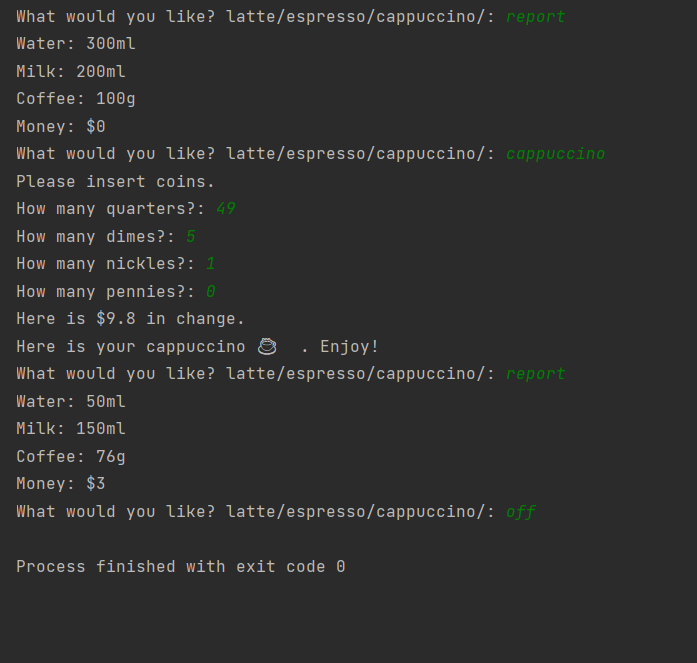 What would you like? latte/espresso/cappuccino/: report
Water: 300ml
Milk: 200ml
Coffee: 100g
Money: $0
What would you like? latte/espresso/cappuccino/: cappuccino
Please insert coins.
How many quarters?: 49
How many dimes?: 5
How many nickles?: 1
How many pennies?: 0
Here is $9.8 in change.
Here is your cappuccino ☕ . Enjoy!
What would you like? latte/espresso/cappuccino/: report
Water: 50ml
Milk: 150ml
Coffee: 76g
Money: $3
What would you like? latte/espresso/cappuccino/: off
Process finished with exit code 0